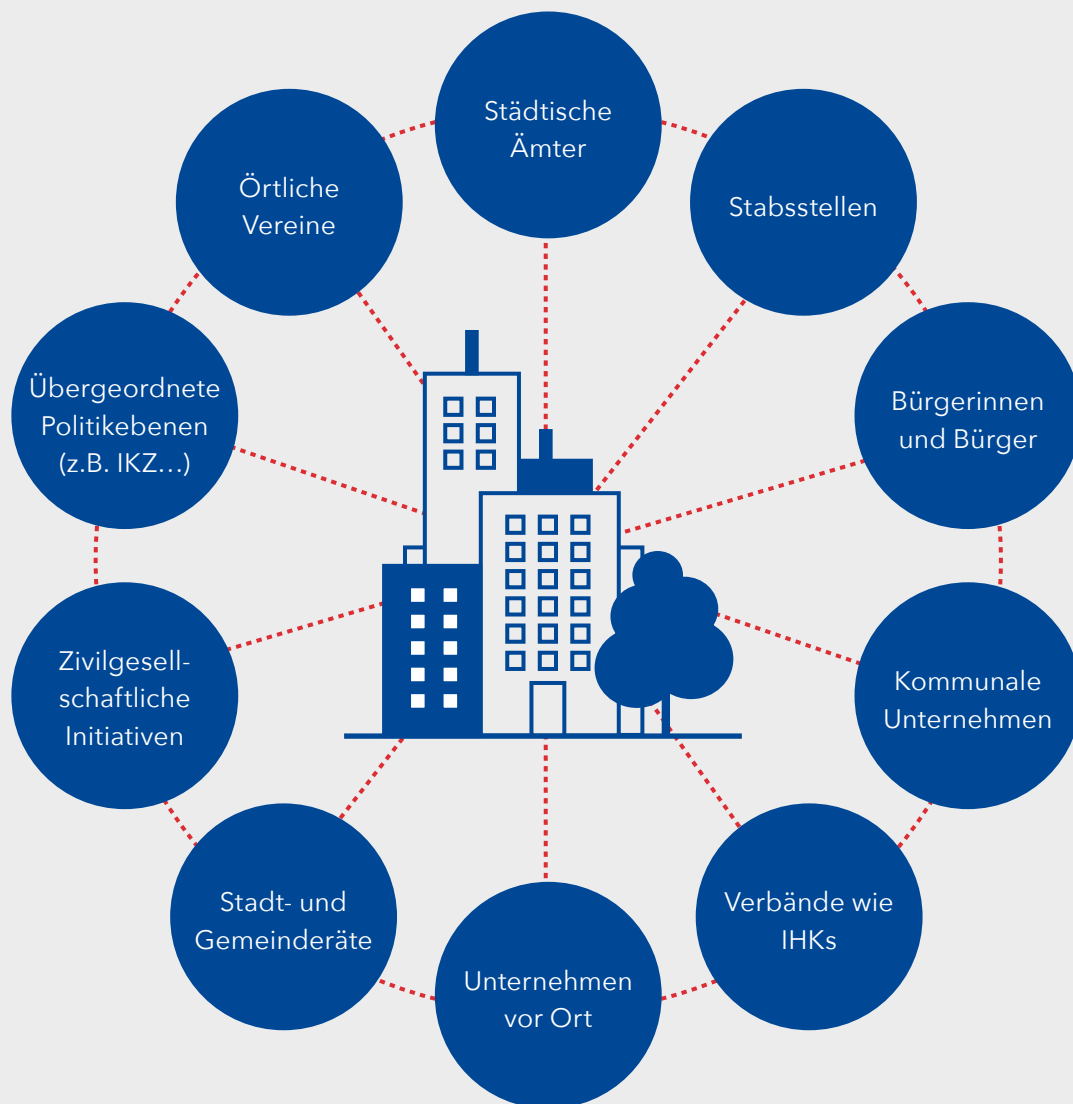 Städtische
Ämter
Stabsstellen
Bürgerinnen
und Bürger
Kommunale
Unternehmen
Verbände wie
IHKs
Unternehmen
vor Ort
Stadt- und
Gemeinderäte
Zivilgesell-
schaftliche
Initiativen
Übergeordnete
Politikebenen
(z.B. IKZ…)
Örtliche
Vereine